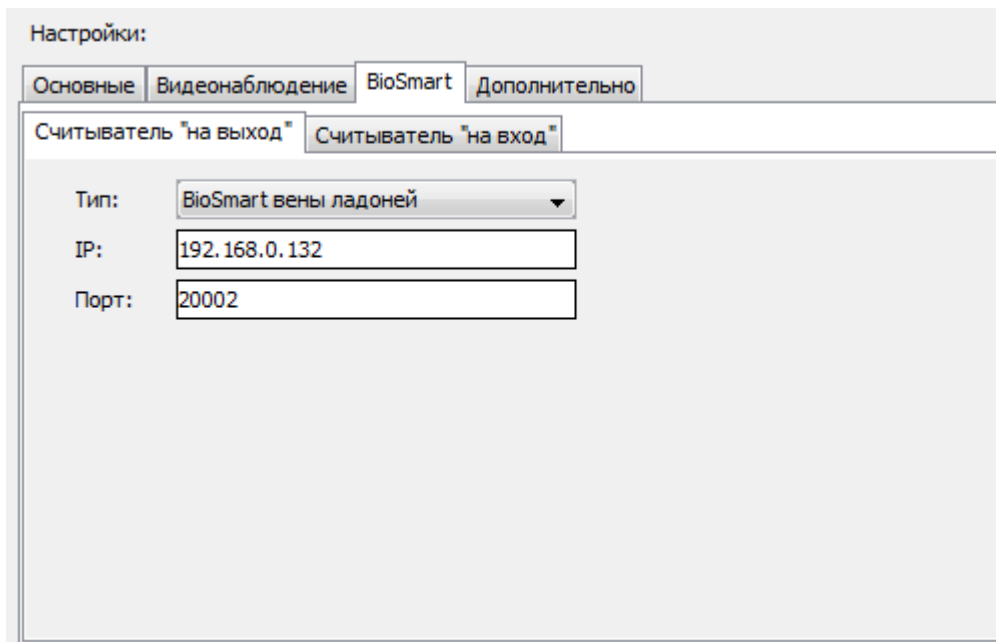 Настройки:
Основные Видеонаблюдение BioSmart Дополнительно
Считыватель "на выход" Считыватель "на вход"
Тип: BioSmart вены ладоней
IP: 192.168.0.132
Порт: 20002